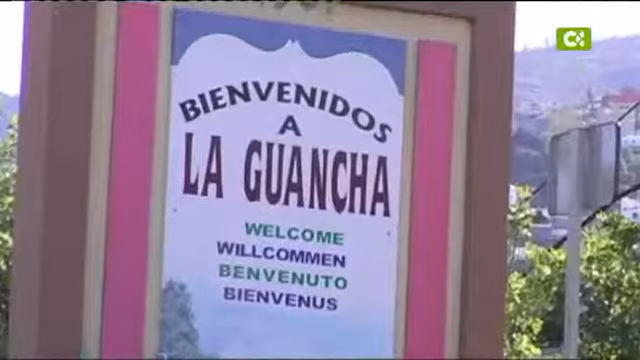 BIENVENIDOS
A
LA GUANCHA
WELCOME
WILLCOMMEN
BENVENUTO
BIENVENUS